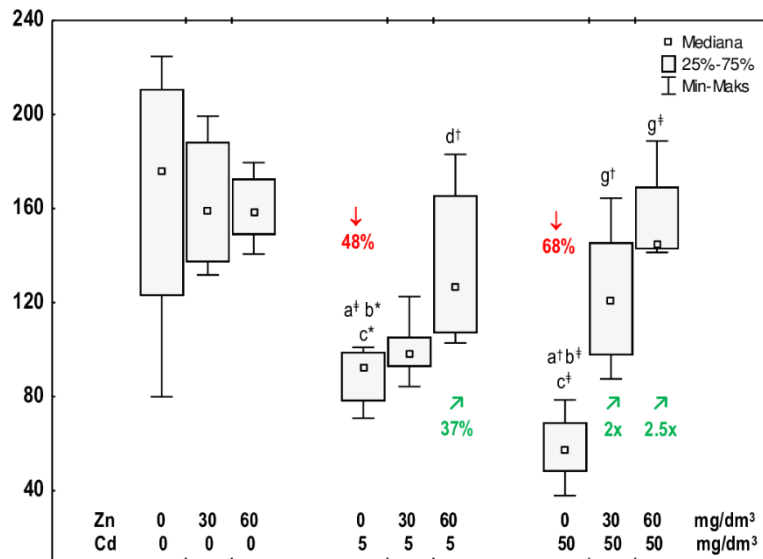 240
200
160
120
80
40
Mediana
25%-75%
Min-Maks
d†
g†
g‡
↓
48%
↓
68%
a‡ b*
c*
a†b‡
c‡
↗
37%
↗
2x
↗
2.5x
Zn 0 30 60 0 30 60 0 30 60 mg/dm³
Cd 0 0 0 5 5 5 50 50 50 mg/dm³